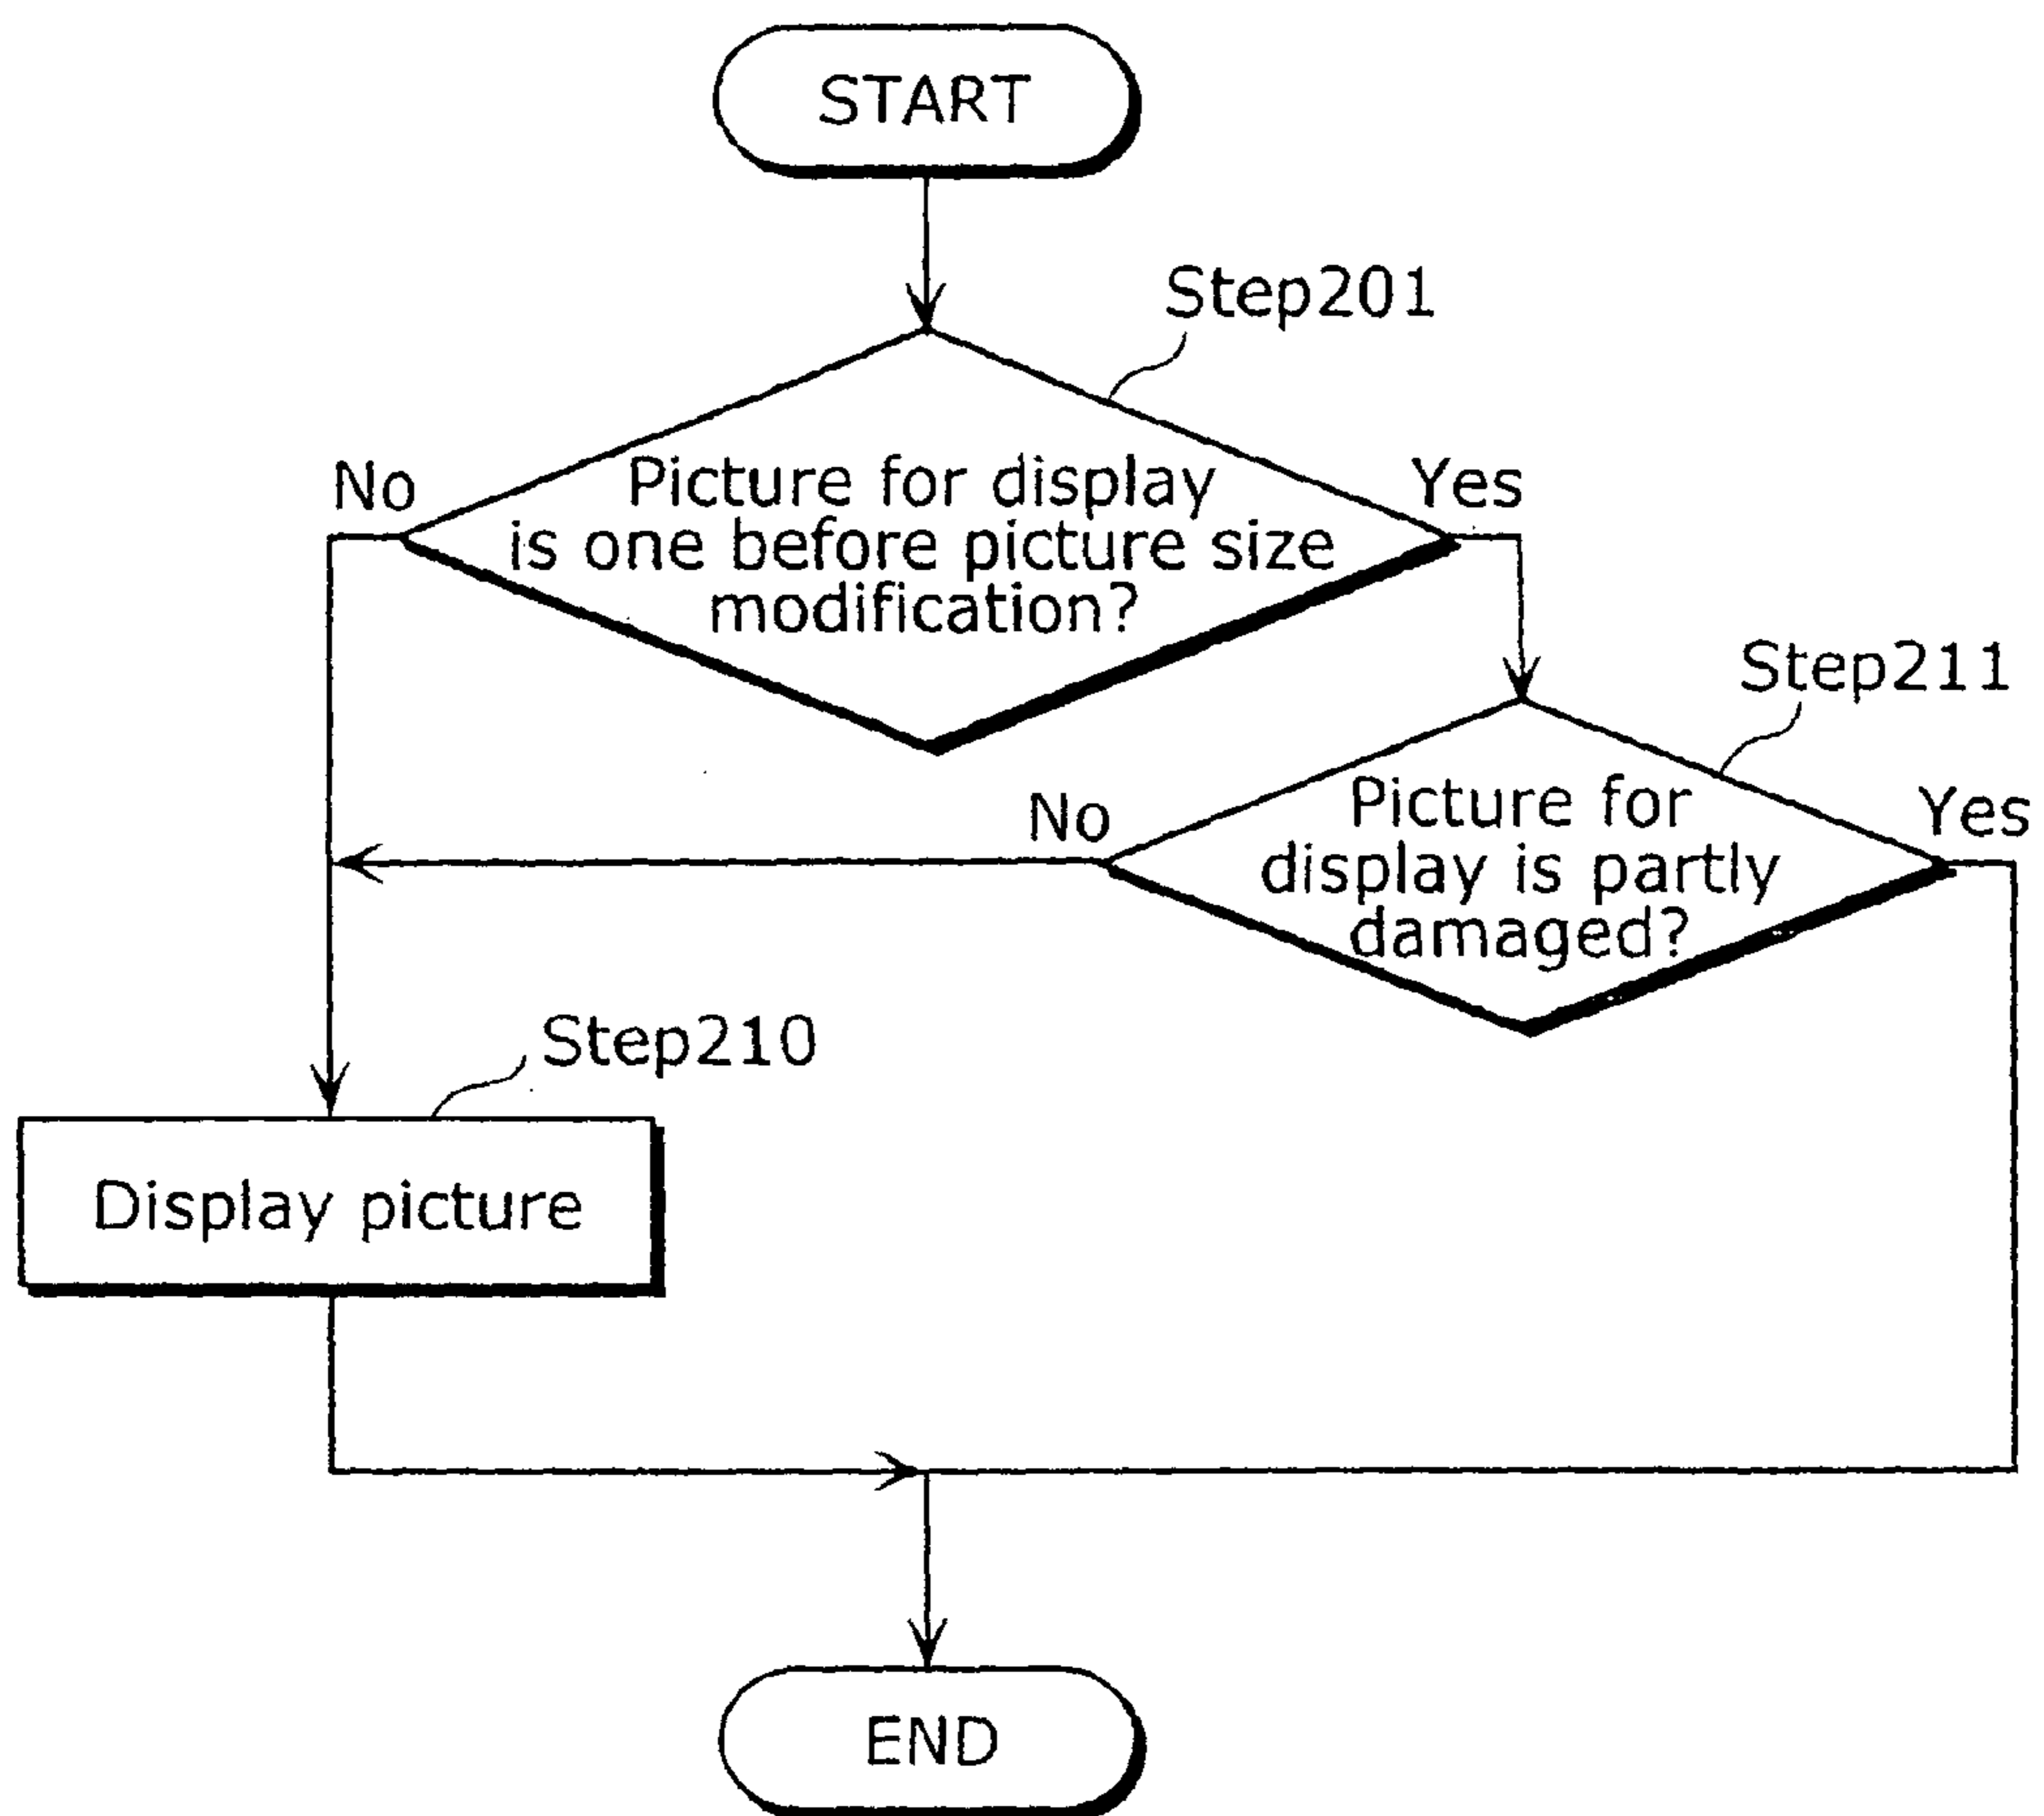 START
Step201
No
Yes
Picture for display
is one before picture size
modification?
Step211
No
Yes
Picture for
display is partly
damaged?
Step210
Display picture
END